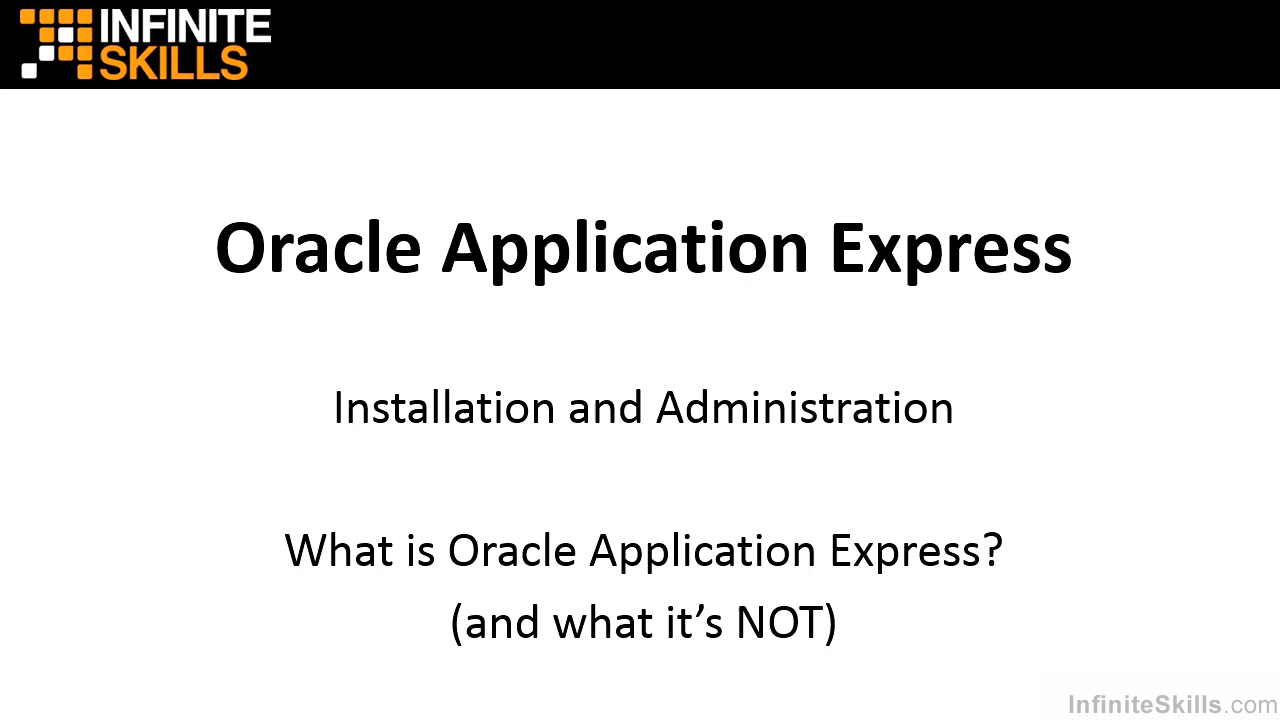 INFINITE
SKILLS
Oracle Application Express
Installation and Administration
What is Oracle Application Express?
(and what it’s NOT)
InfiniteSkills.com